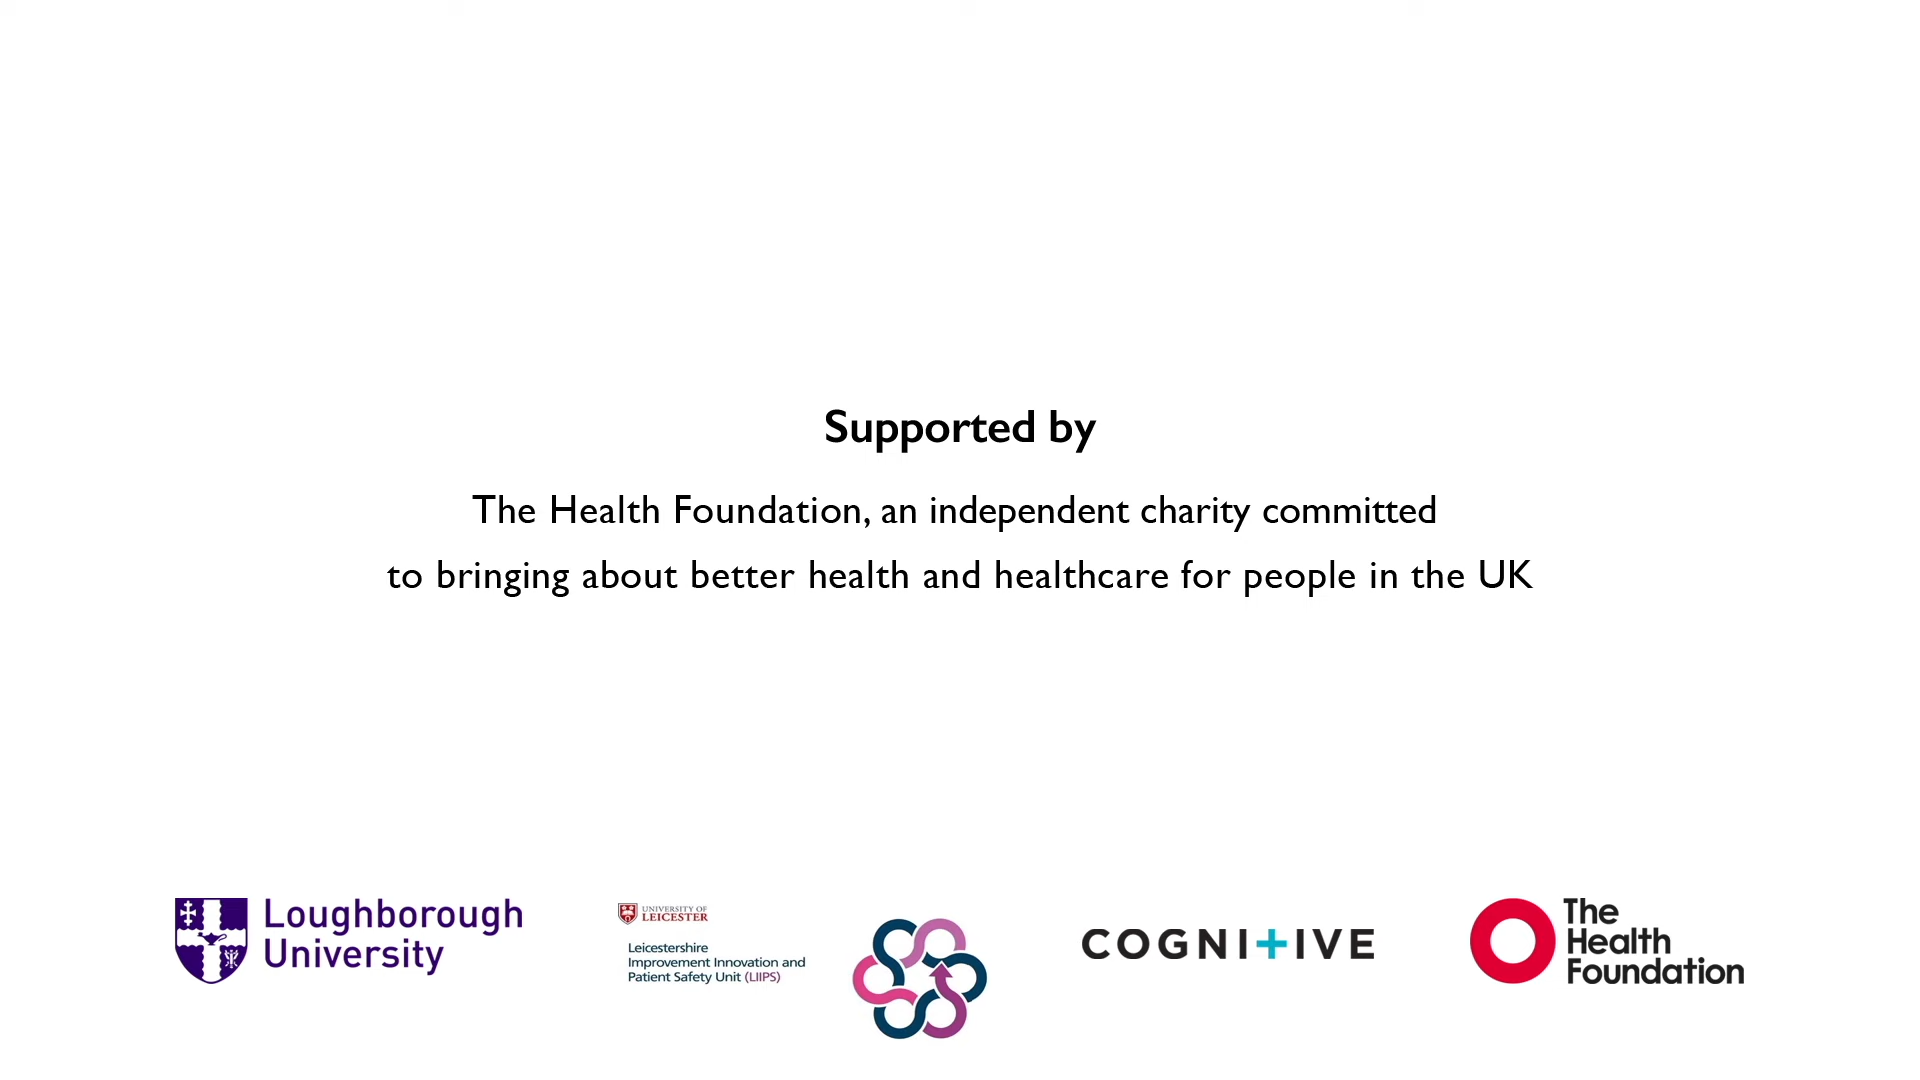 Supported by
The Health Foundation, an independent charity committed
to bringing about better health and healthcare for people in the UK
Loughborough
University
UNIVERSITY OF
LEICESTER
Leicestershire
Improvement Innovation and
Patient Safety Unit (LIIPS)
COGNI+IVE
The
Health
Foundation